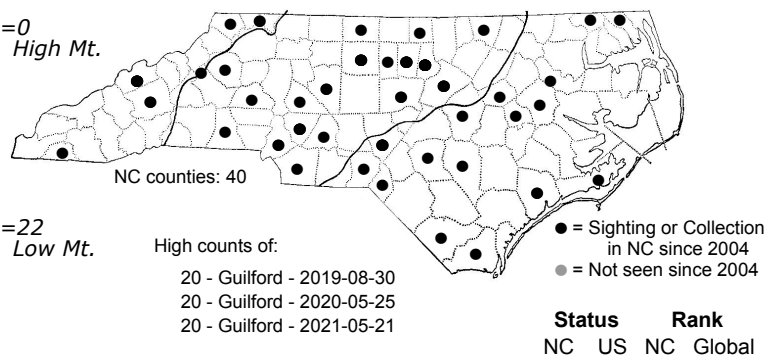 =0
High Mt.
NC counties: 40
=22
Low Mt.
High counts of:
20 - Guilford - 2019-08-30
20 - Guilford - 2020-05-25
20 - Guilford - 2021-05-21
● = Sighting or Collection
in NC since 2004
● = Not seen since 2004
Status Rank
NC US NC Global